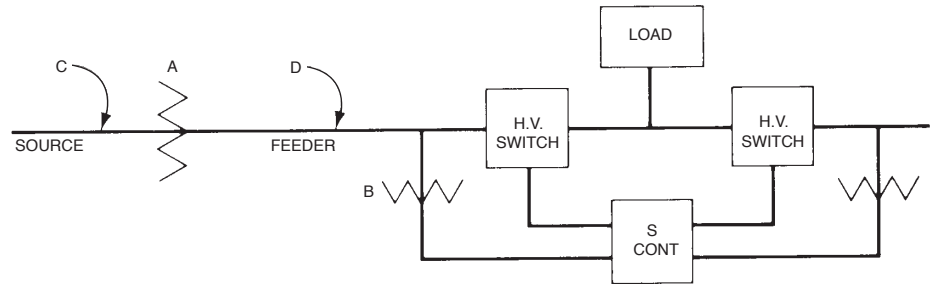 LOAD
C
A
D
H.V.
SWITCH
H.V.
SWITCH
SOURCE
FEEDER
B
S
CONT